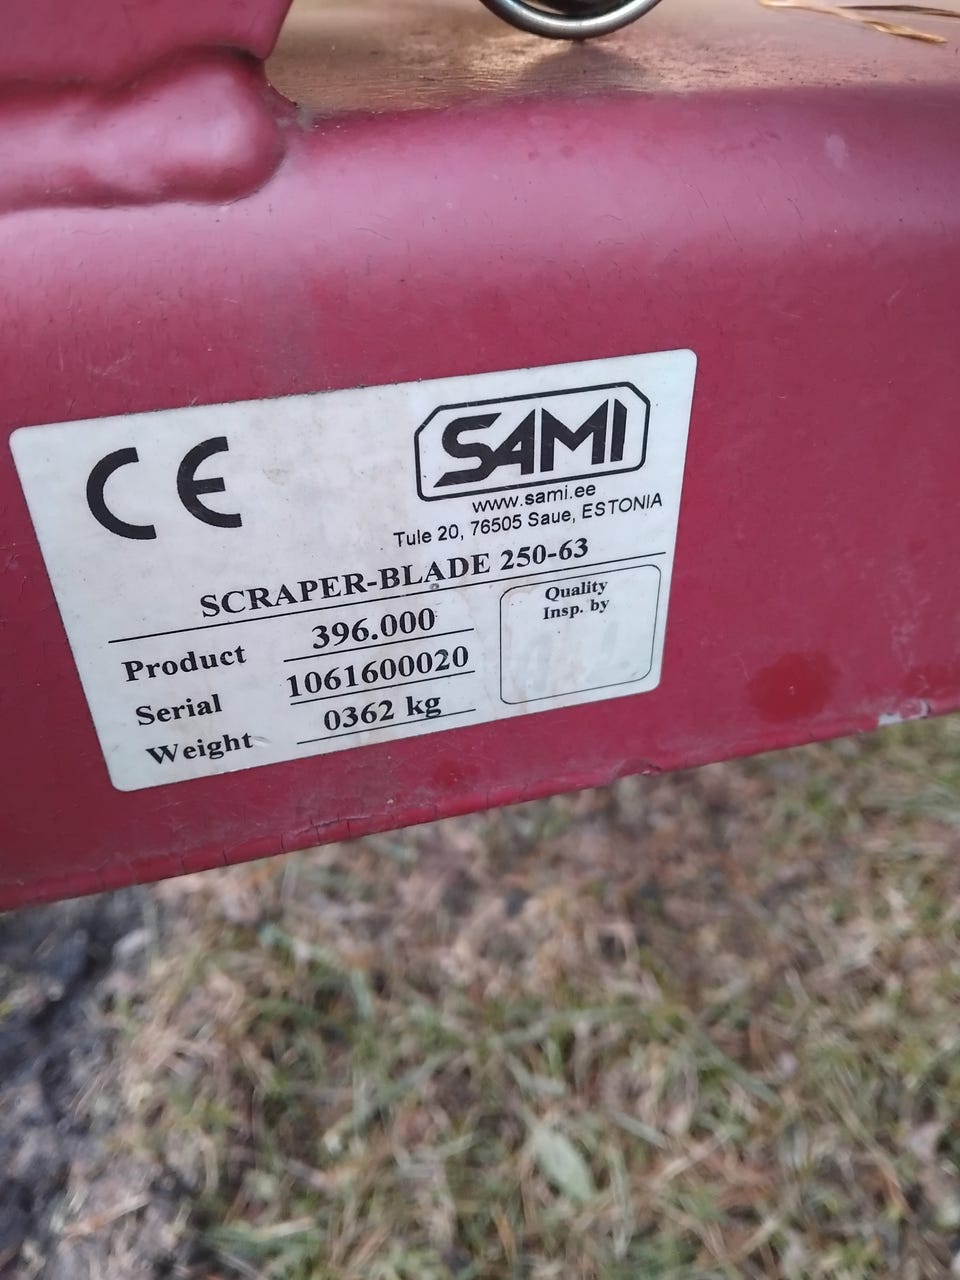 CE
SAMI
www.sami.ee
Tule 20, 76505 Saue, ESTONIA
SCRAPER-BLADE 250-63
Product 396.000
Serial 1061600020
Weight 0362 kg
Quality
Insp. by